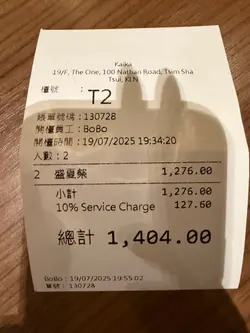 Kaika
19/F, The One, 100 Nathan Road, Tsim Sha
Tsui, KLN
檯號 : T2
賬單號碼 : 130728
開檯員工 : BoBo
開檯時間 : 19/07/2025 19:34:20
人數 : 2
2 盛夏祭 1,276.00
小計 1,276.00
10% Service Charge 127.60
總計 1,404.00
BoBo : 19/07/2025 19:55:02
單號 : 130728